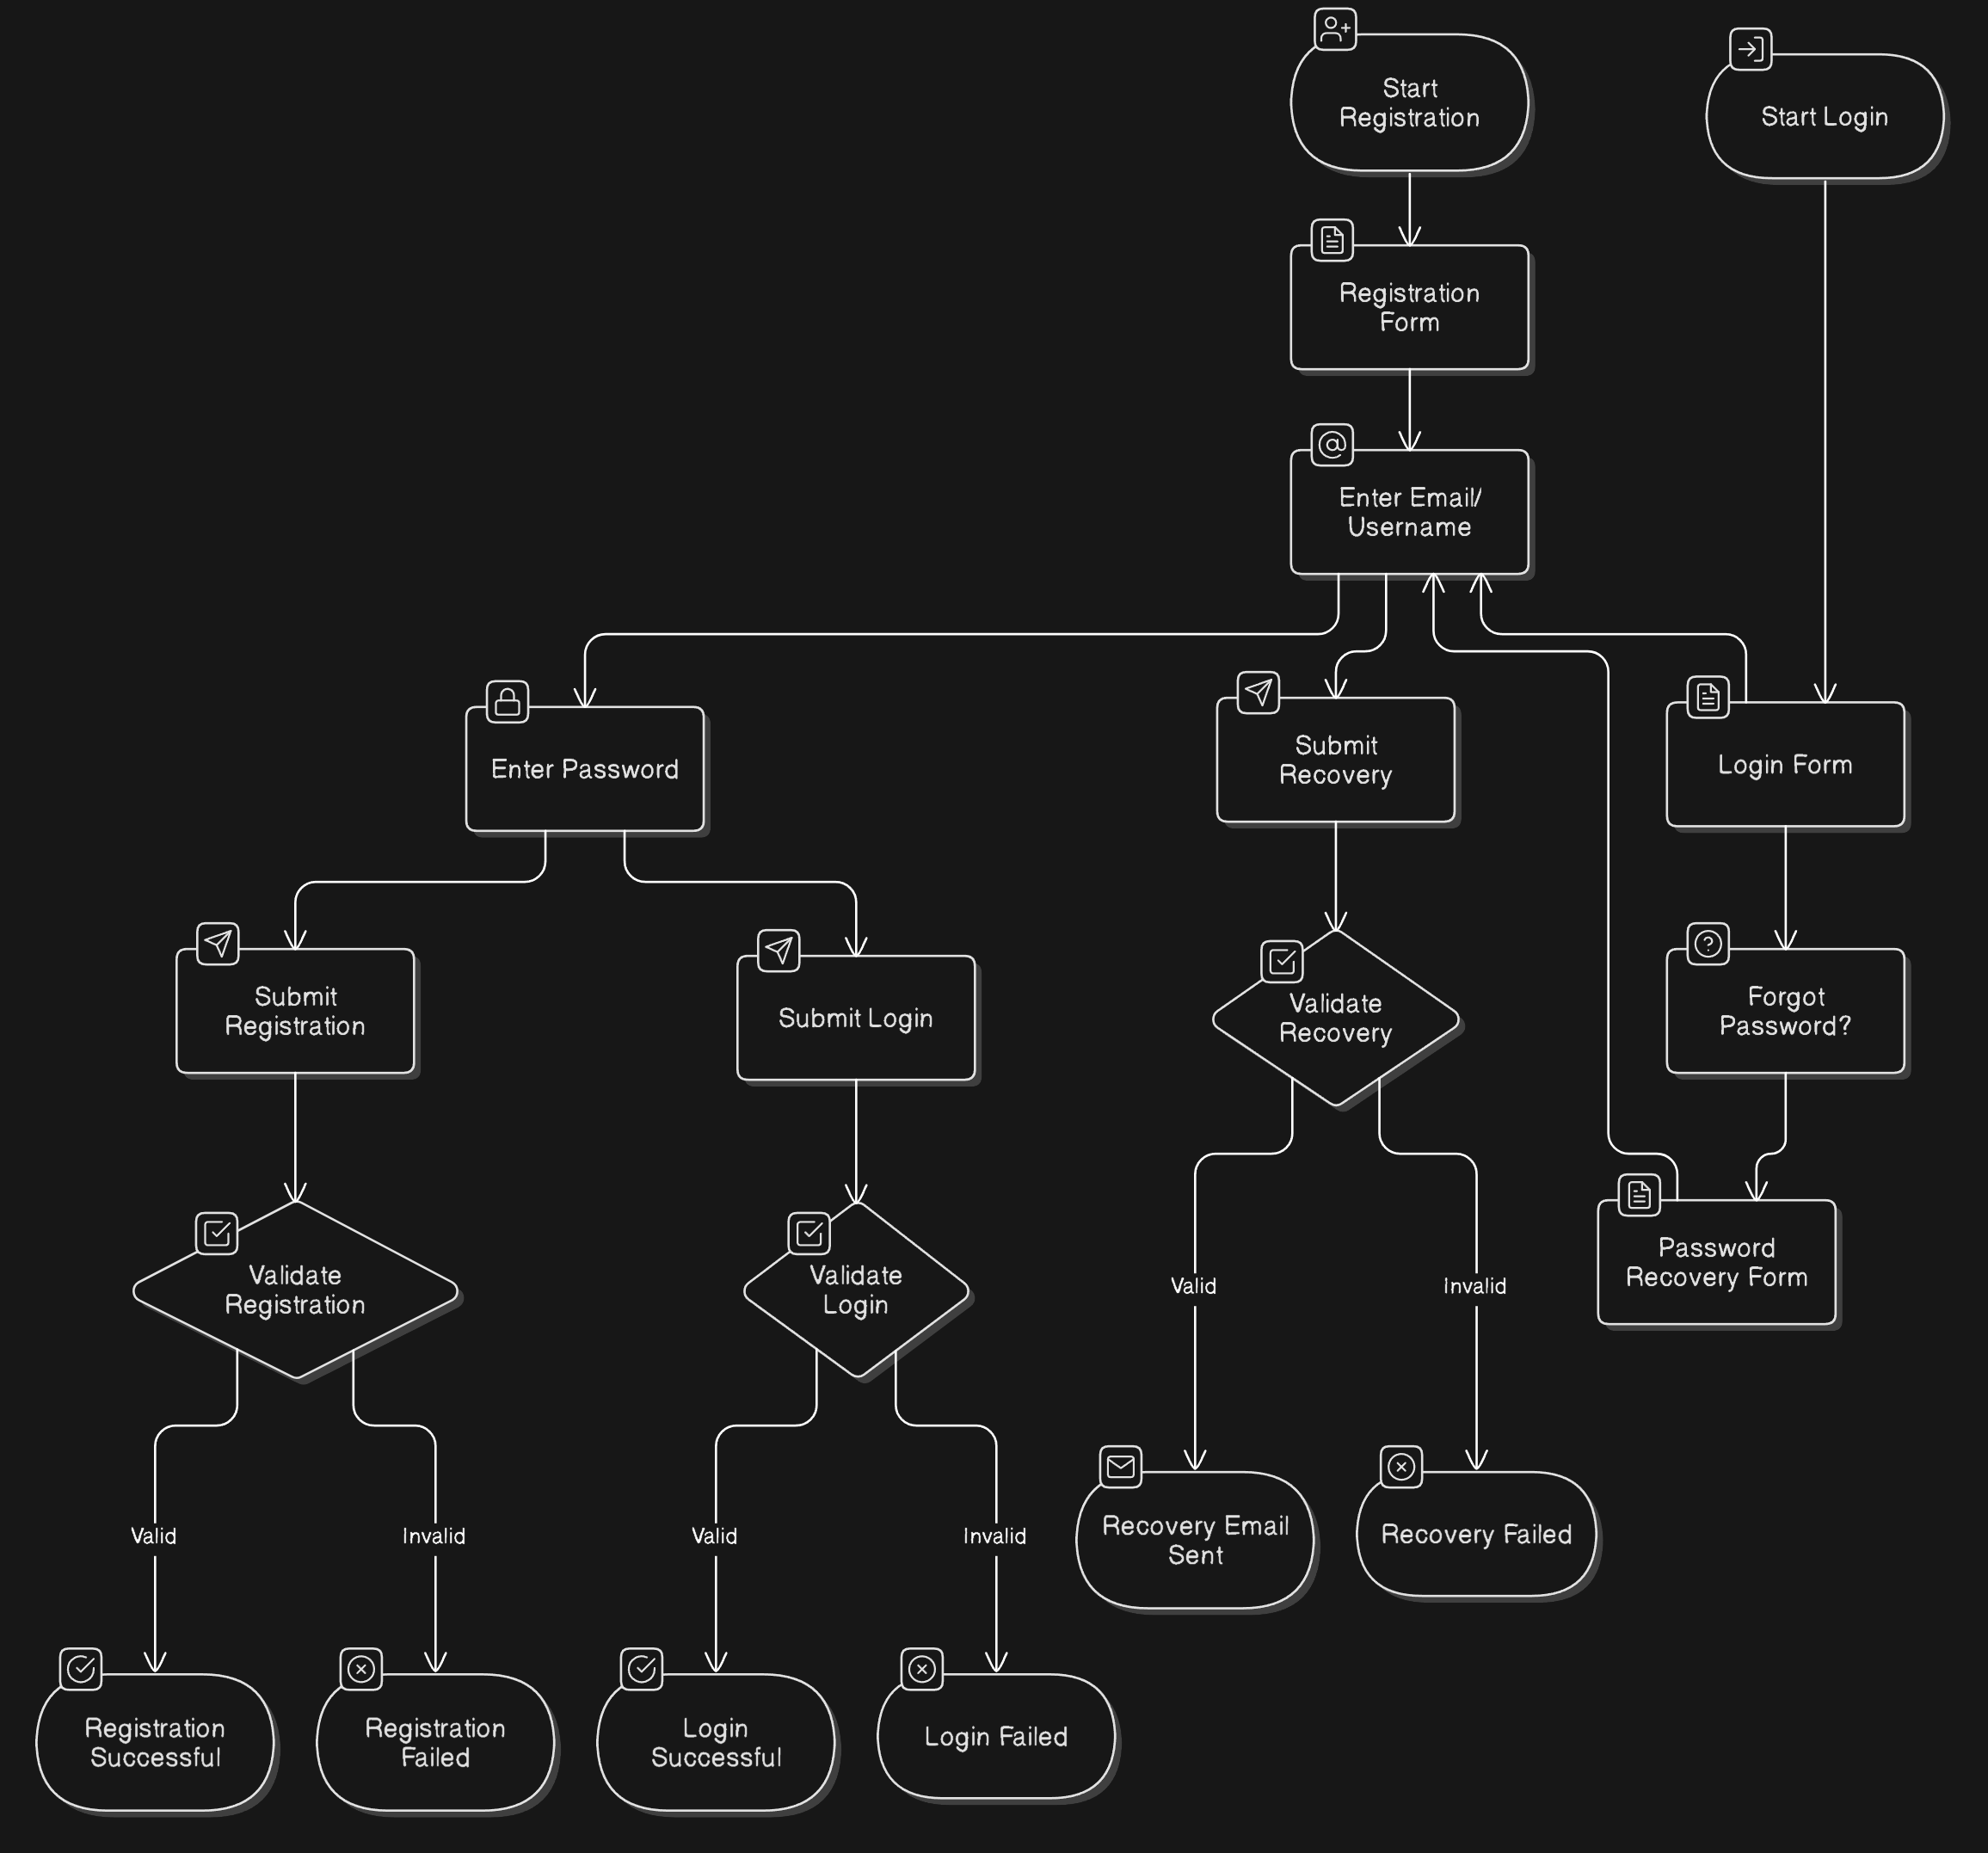 Start
Registration
Start Login
Registration
Form
@
Enter Email/
Username
Enter Password
Submit
Recovery
Login Form
Submit
Registration
Submit Login
Validate
Recovery
?
Forgot
Password?
Validate
Registration
Validate
Login
Valid
Invalid
Password
Recovery Form
Valid
Invalid
Valid
Invalid
Recovery Email
Sent
Recovery Failed
Registration
Successful
Registration
Failed
Login
Successful
Login Failed